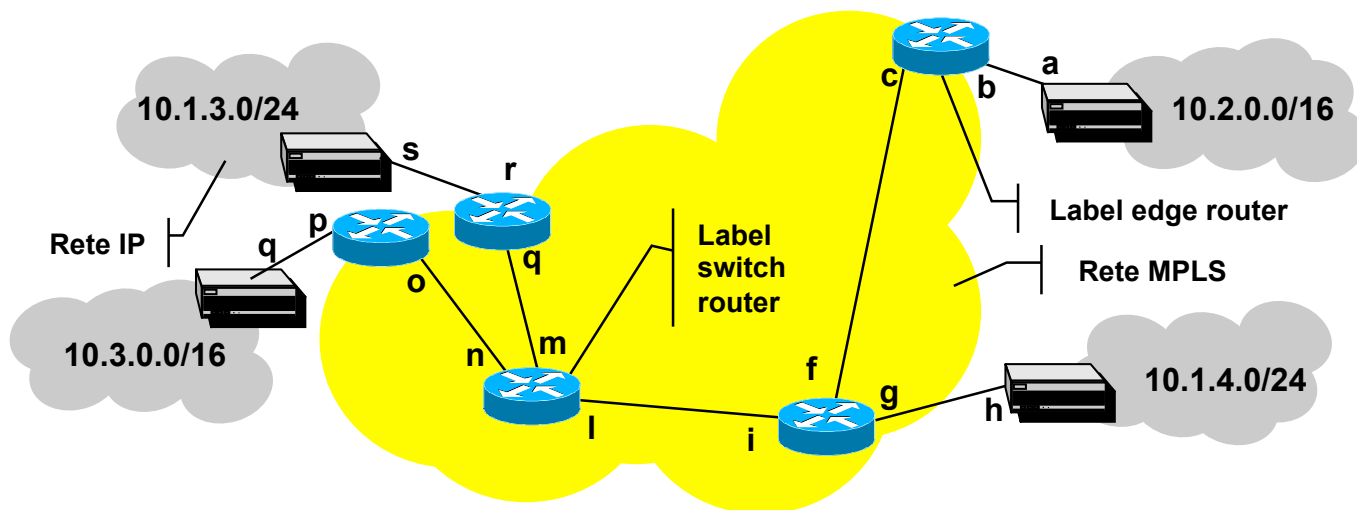 c
b
a
10.1.3.0/24
10.2.0.0/16
s
r
Label edge router
p
Rete IP
q
o
q
Label
switch
router
Rete MPLS
10.3.0.0/16
n
m
f
10.1.4.0/24
g
h
l
i